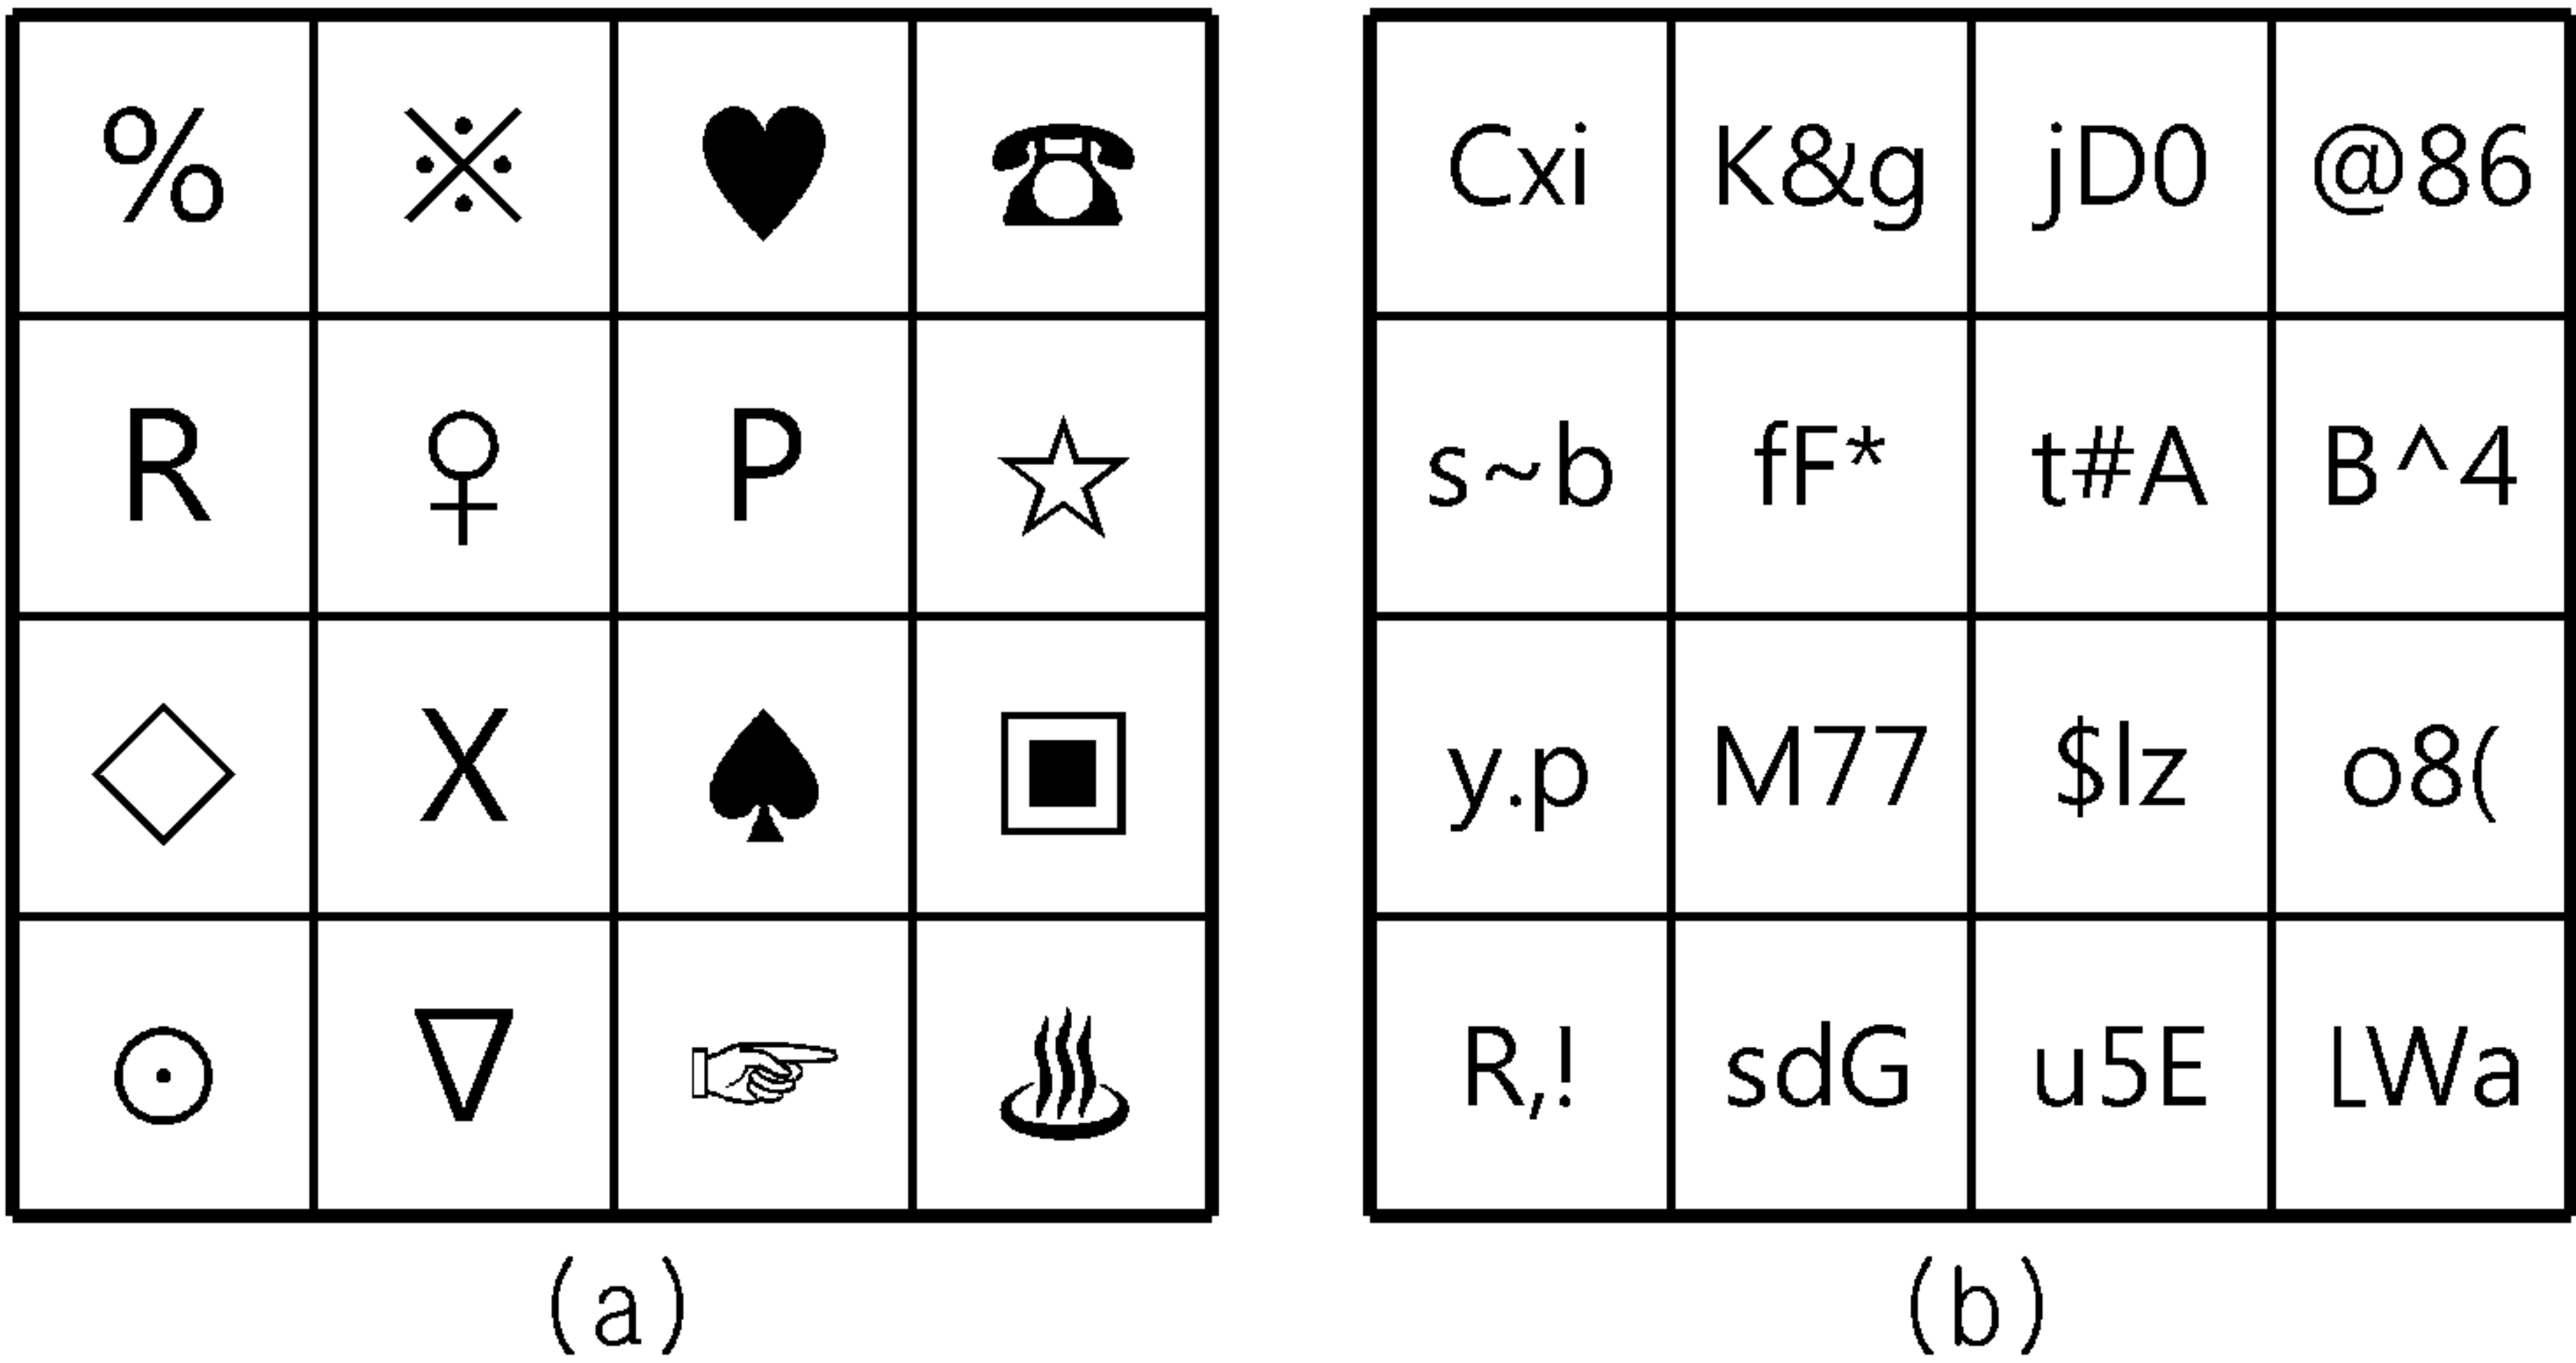 % ※ ♥ ☎ Cxi K&g jD0 @86
R ♀ P ☆ s~b fF* t#A B^4
◇ X ♠ ▣ y.p M77 $lz o8(
⊙ ∇ ☞ ♨ R,! sdG u5E LWa
(a) (b)